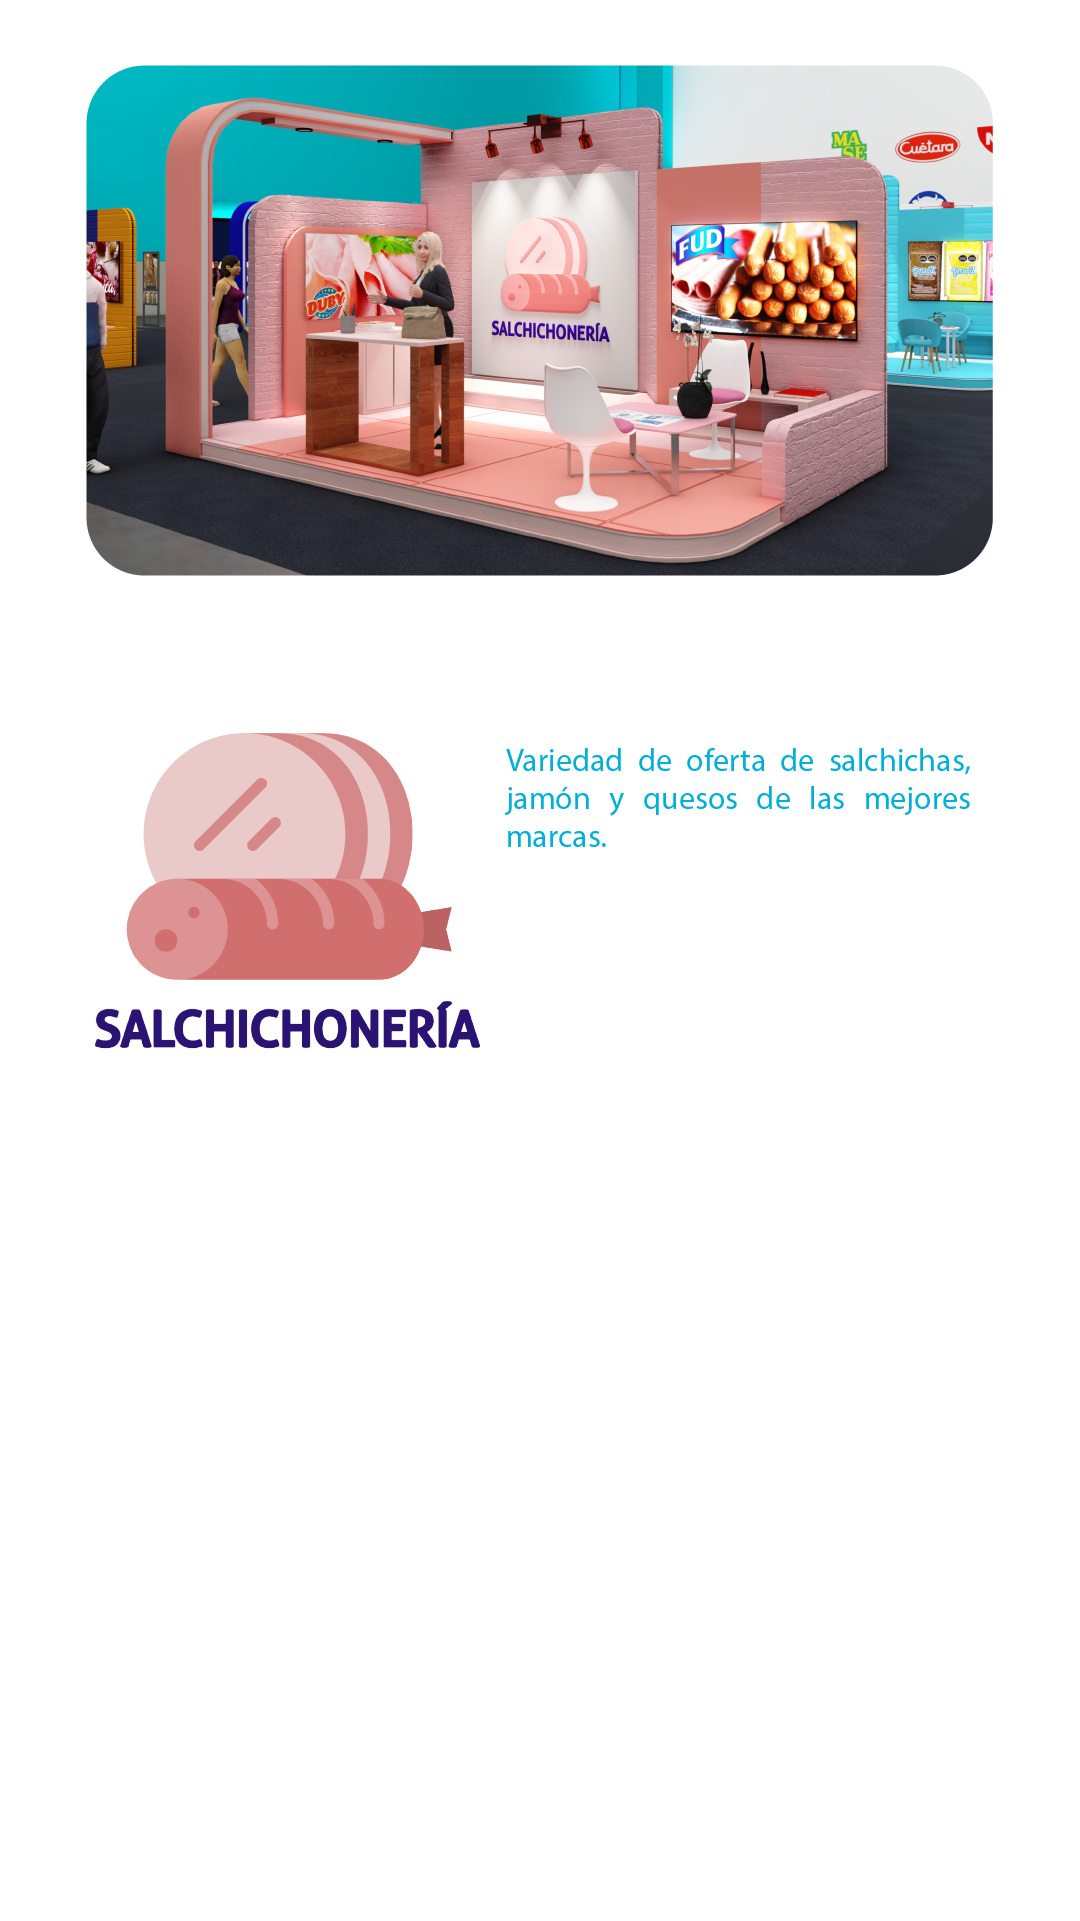 MA
SE
Cuétara
FUD
DUBY
SALCHICHONERÍA
Variedad de oferta de salchichas,
jamón y quesos de las mejores
marcas.
SALCHICHONERÍA